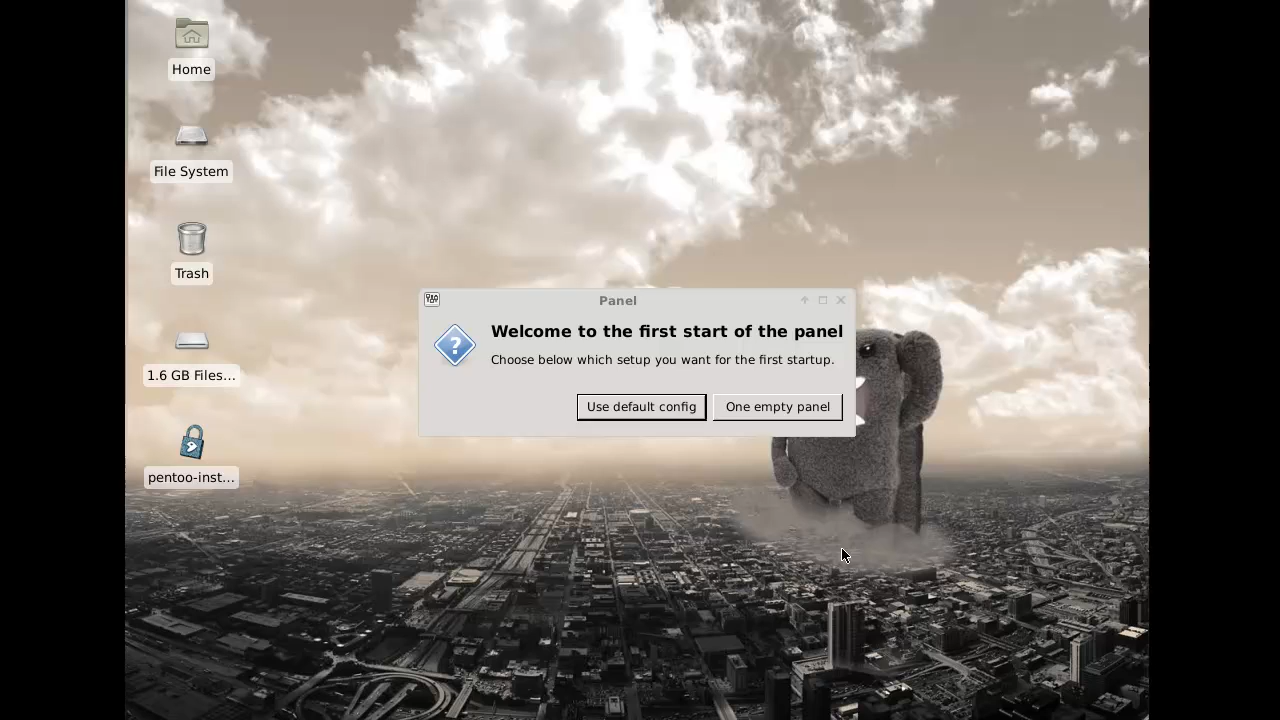 Home
File System
Trash
1.6 GB Files...
pentoo-inst...
Panel
Welcome to the first start of the panel
Choose below which setup you want for the first startup.
Use default config
One empty panel